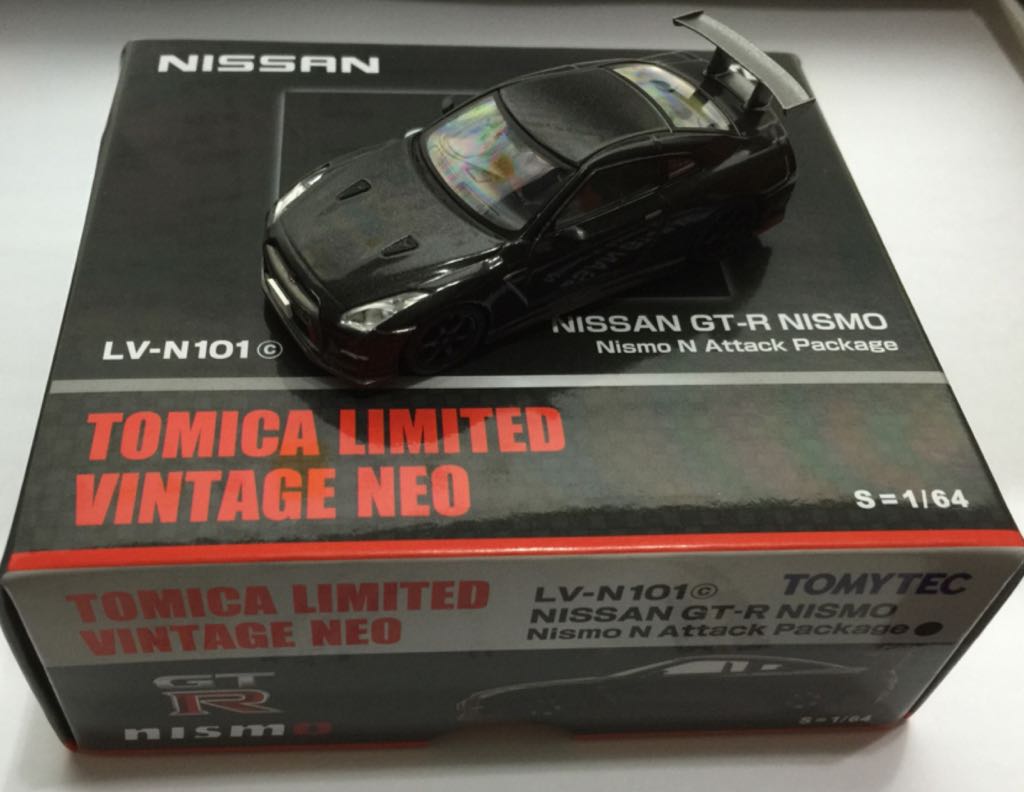 NISSAN
LV-N101 ©
NISSAN GT-R NISMO
Nismo N Attack Package
TOMICA LIMITED
VINTAGE NEO
S=1/64
TOMICA LIMITED
VINTAGE NEO
LV-N101 ©
TOMYTEC
NISSAN GT-R NISMO
Nismo N Attack Package
GT
R
nismo
S=1/64